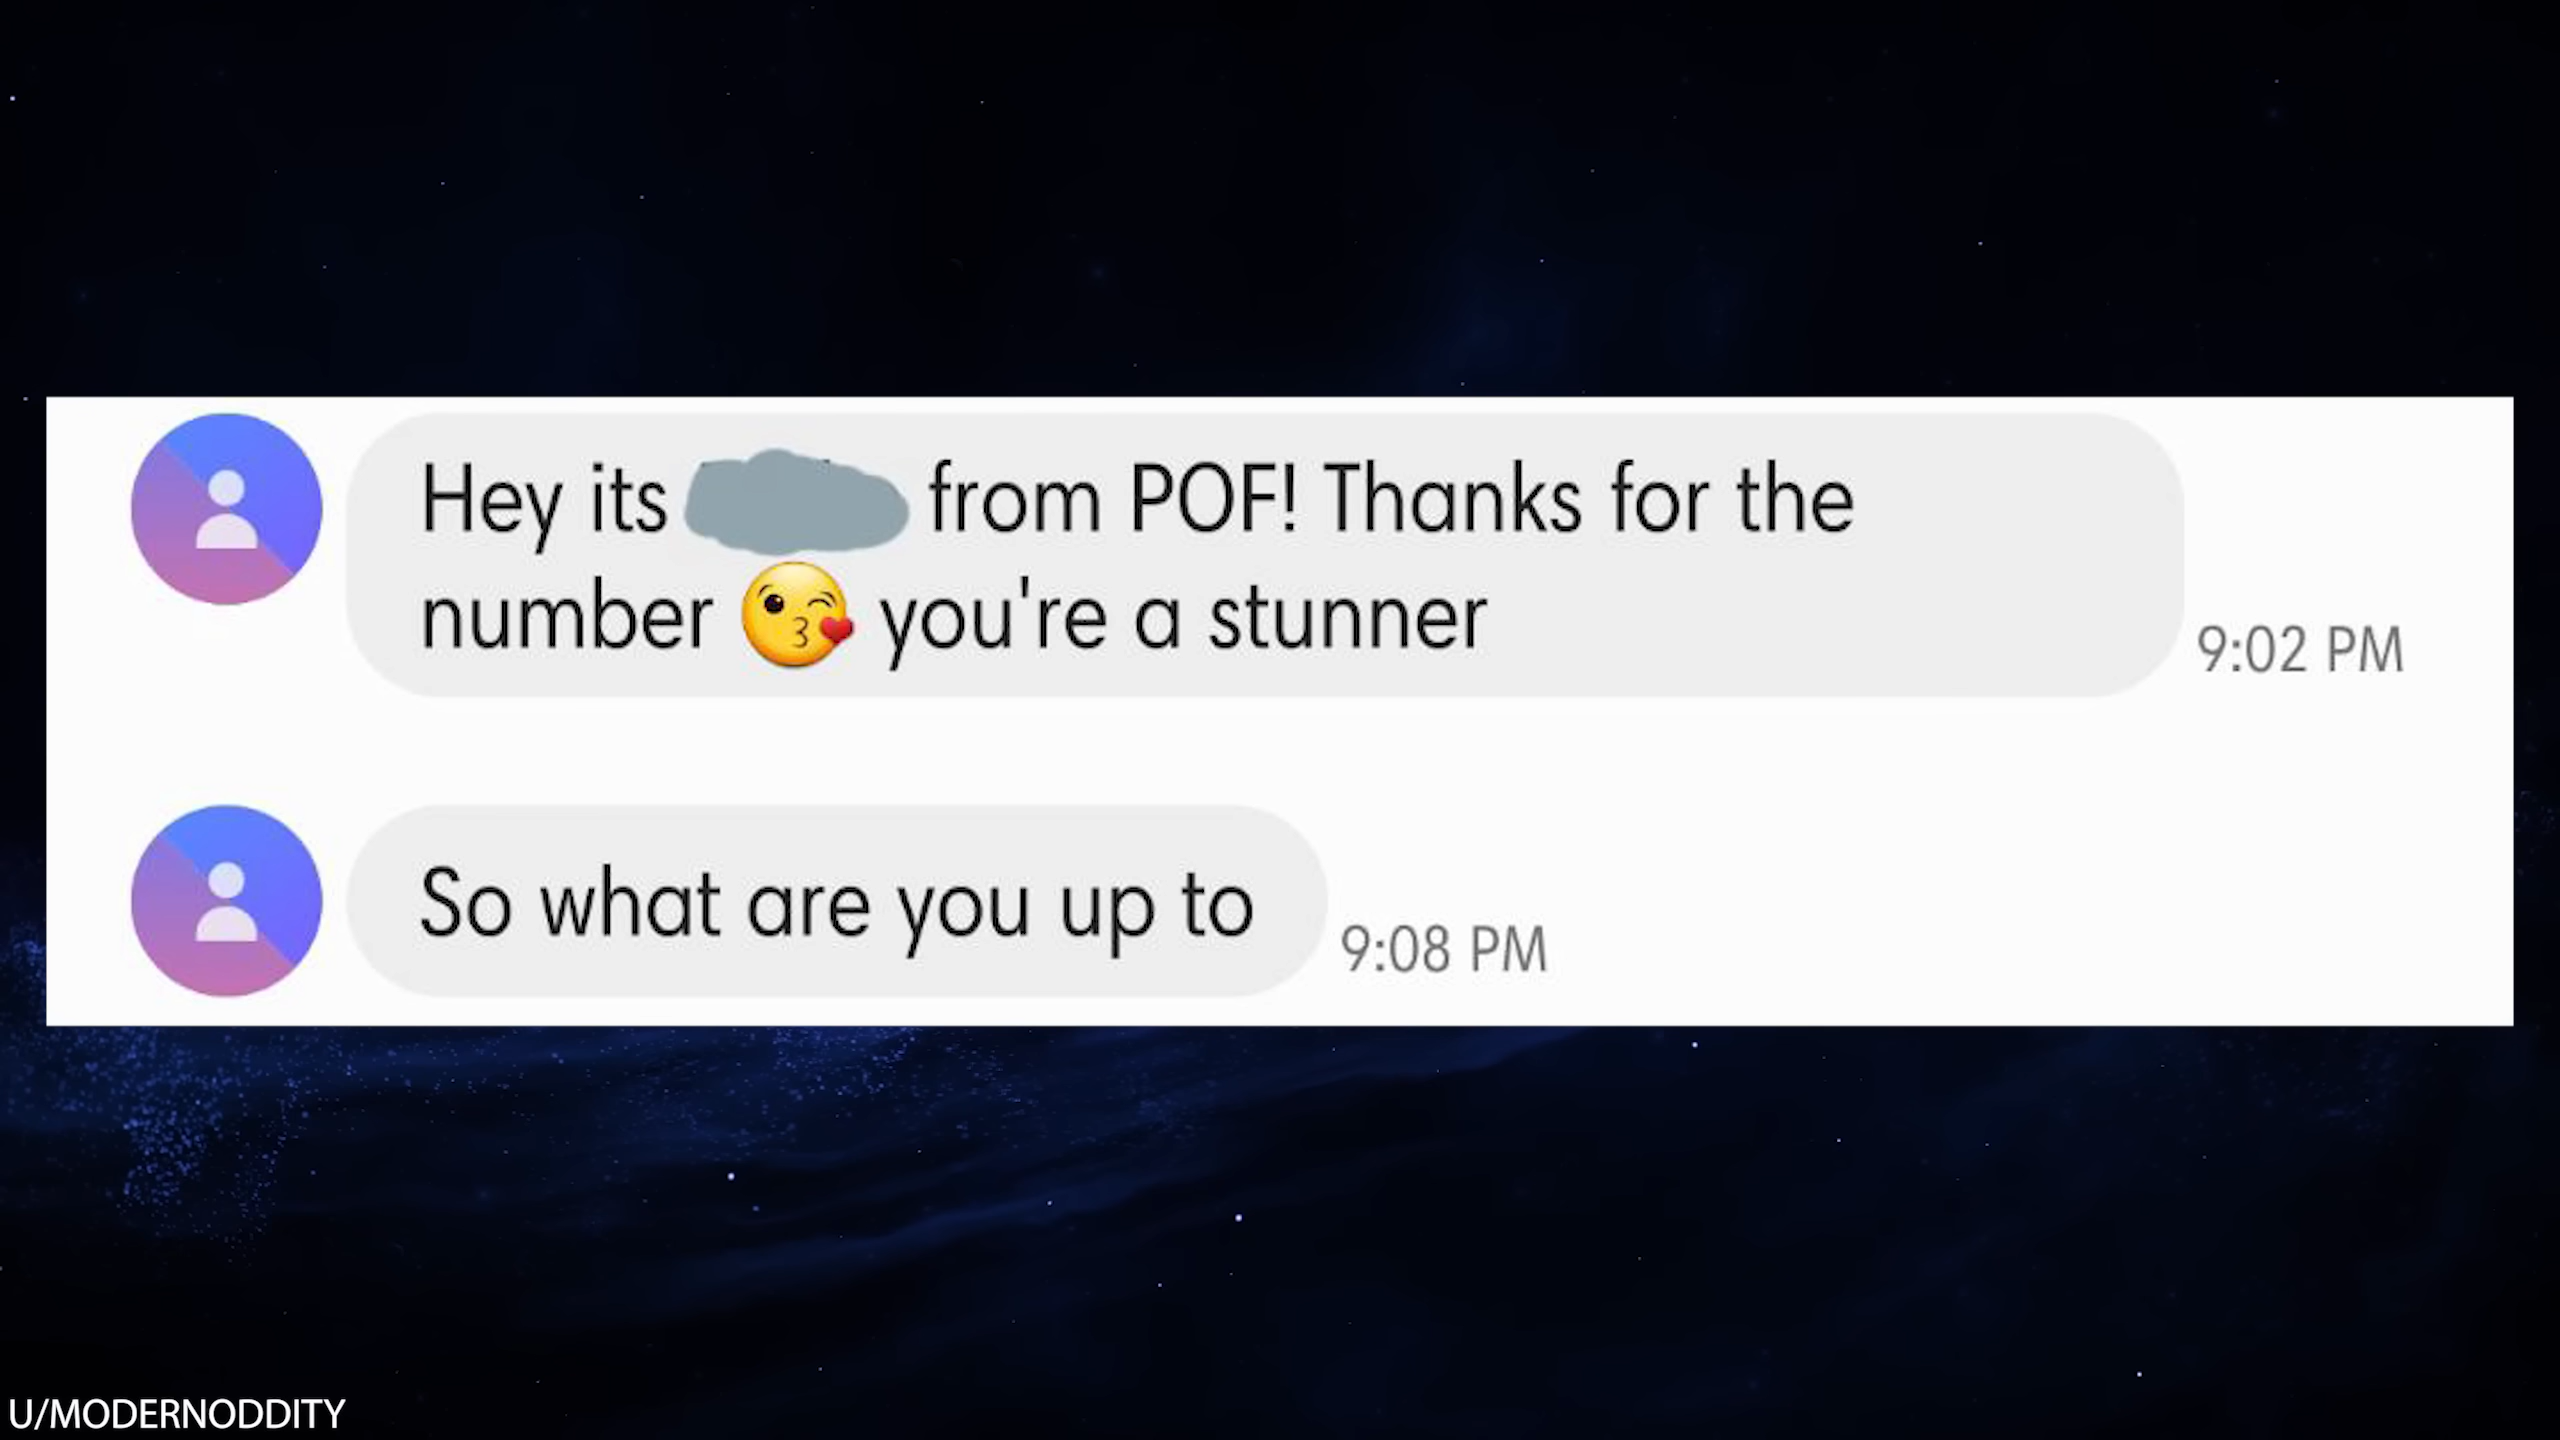 Hey its from POF! Thanks for the
number 😘 you're a stunner
9:02 PM
So what are you up to
9:08 PM
U/MODERNODDITY